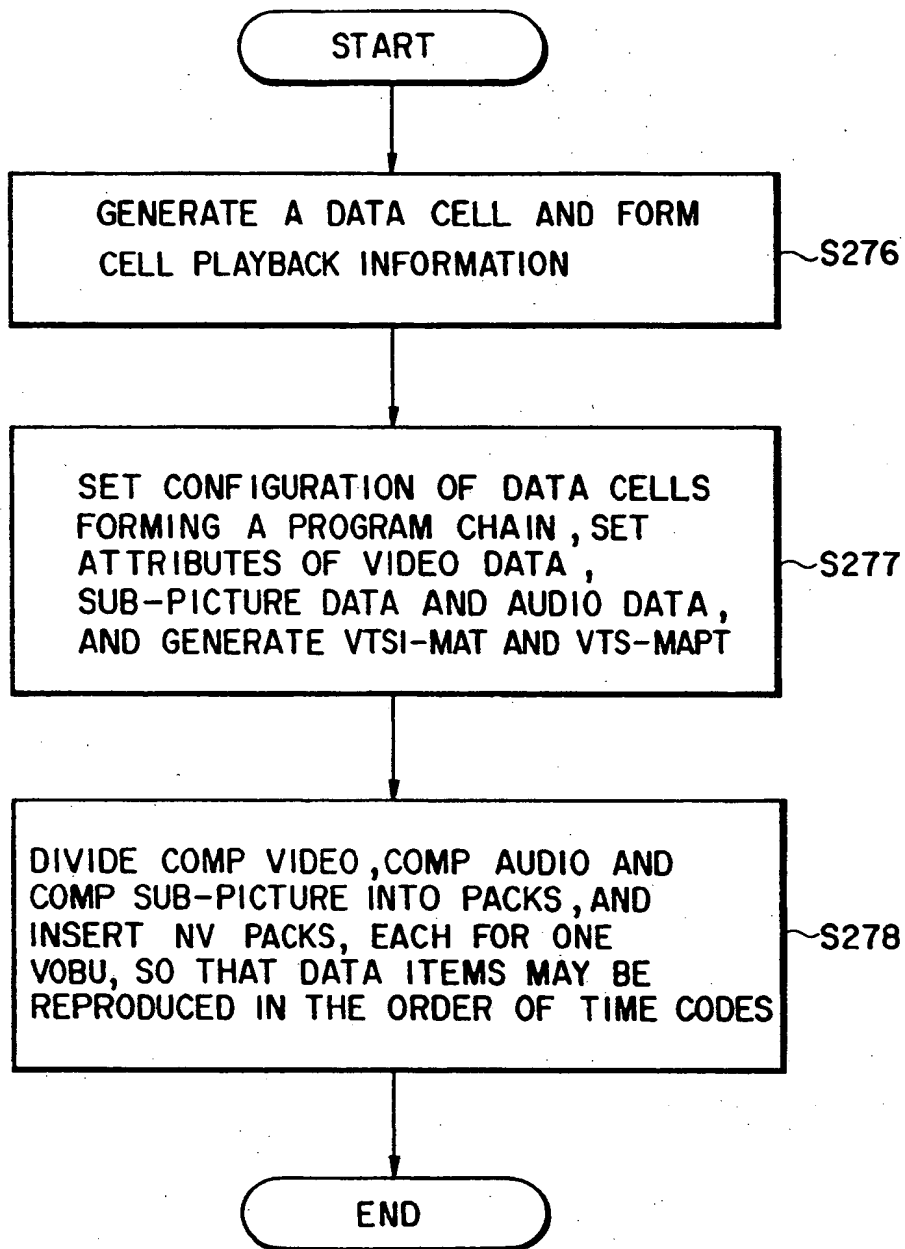 START
GENERATE A DATA CELL AND FORM
CELL PLAYBACK INFORMATION
S276
SET CONFIGURATION OF DATA CELLS
FORMING A PROGRAM CHAIN, SET
ATTRIBUTES OF VIDEO DATA,
SUB-PICTURE DATA AND AUDIO DATA,
AND GENERATE VTSI-MAT AND VTS-MAPT
S277
DIVIDE COMP VIDEO, COMP AUDIO AND
COMP SUB-PICTURE INTO PACKS, AND
INSERT NV PACKS, EACH FOR ONE
VOBU, SO THAT DATA ITEMS MAY BE
REPRODUCED IN THE ORDER OF TIME CODES
S278
END